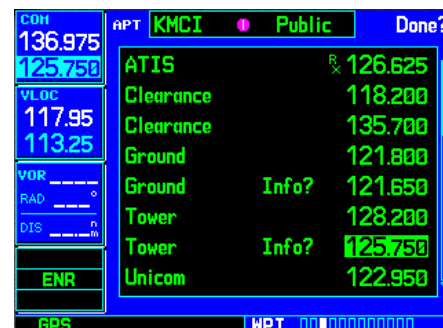 COM
136.975
125.750
VLOC
117.95
113.25
VOR
RAD °
DIS n m
ENR
GPS
APT KMCI Public Done?
ATIS Rx 126.625
Clearance 118.200
Clearance 135.700
Ground 121.800
Ground Info? 121.650
Tower 128.200
Tower Info? 125.750
Unicom 122.950
WPT